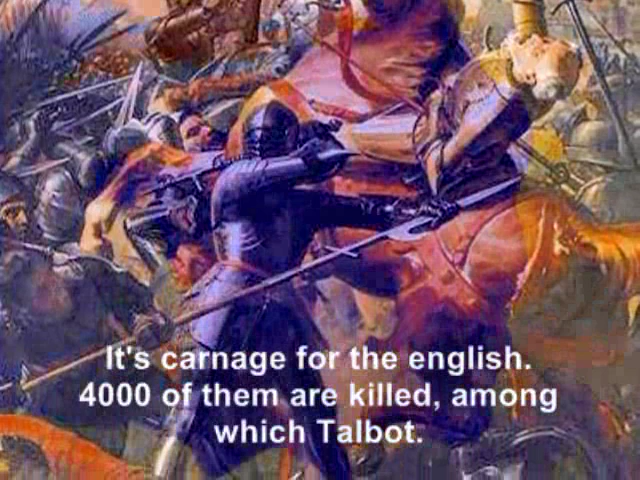 It's carnage for the english.
4000 of them are killed, among
which Talbot.